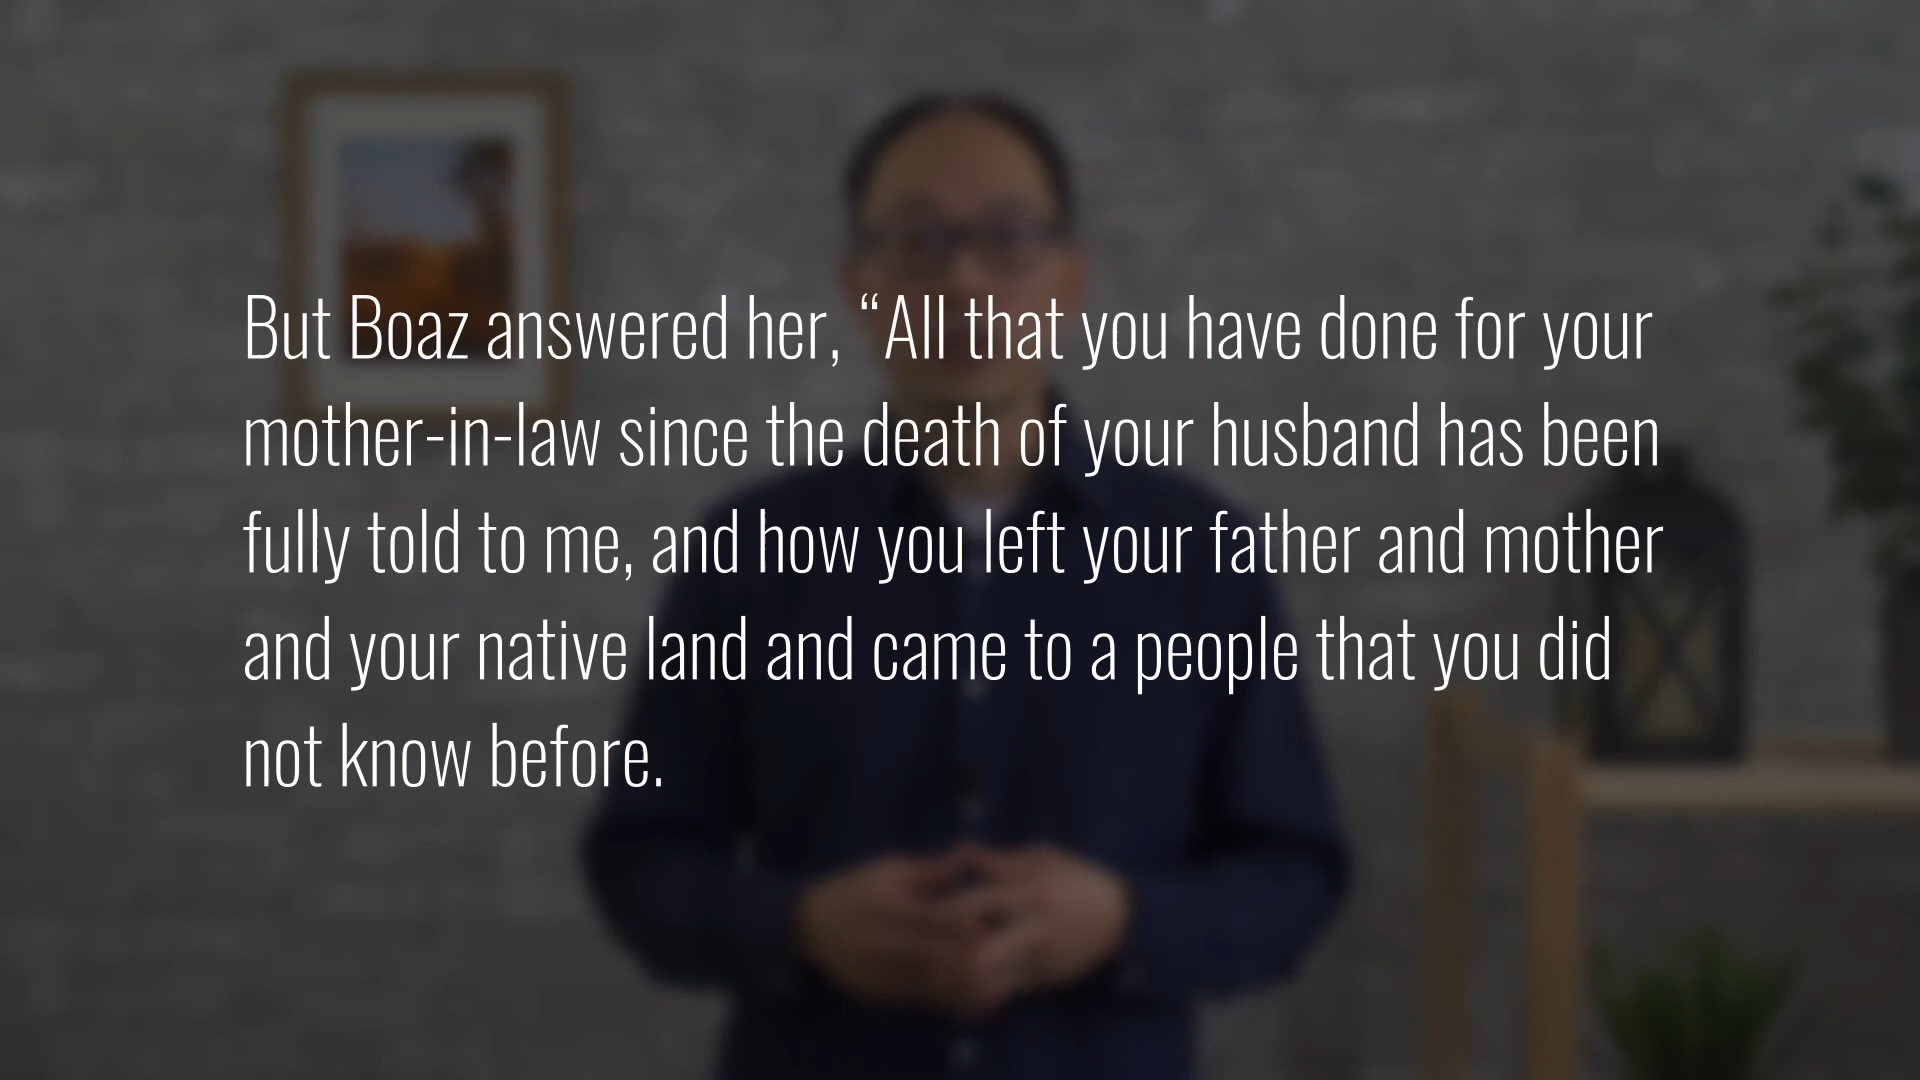 But Boaz answered her, “All that you have done for your
mother-in-law since the death of your husband has been
fully told to me, and how you left your father and mother
and your native land and came to a people that you did
not know before.